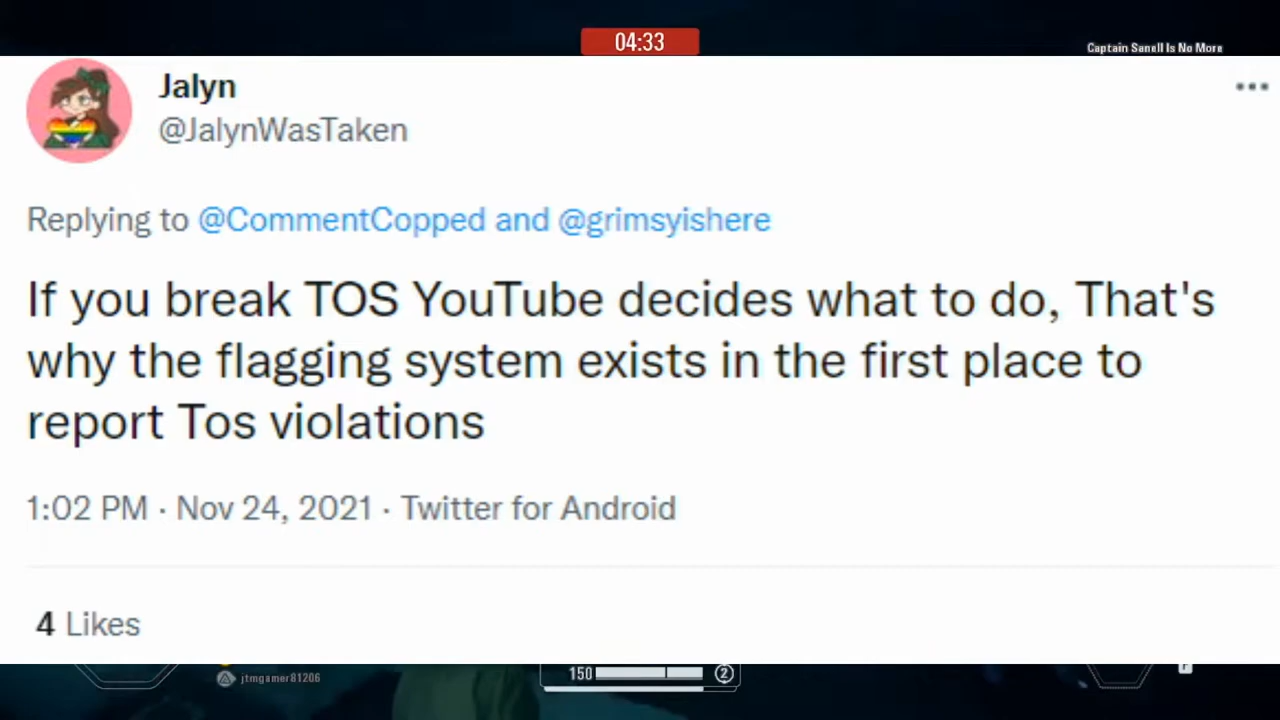 04:33
Captain Sanell Is No More
Jalyn
@JalynWasTaken
Replying to @CommentCopped and @grimsyishere
If you break TOS YouTube decides what to do, That's
why the flagging system exists in the first place to
report Tos violations
1:02 PM · Nov 24, 2021 · Twitter for Android
4 Likes
jtmgamer81206
150
2